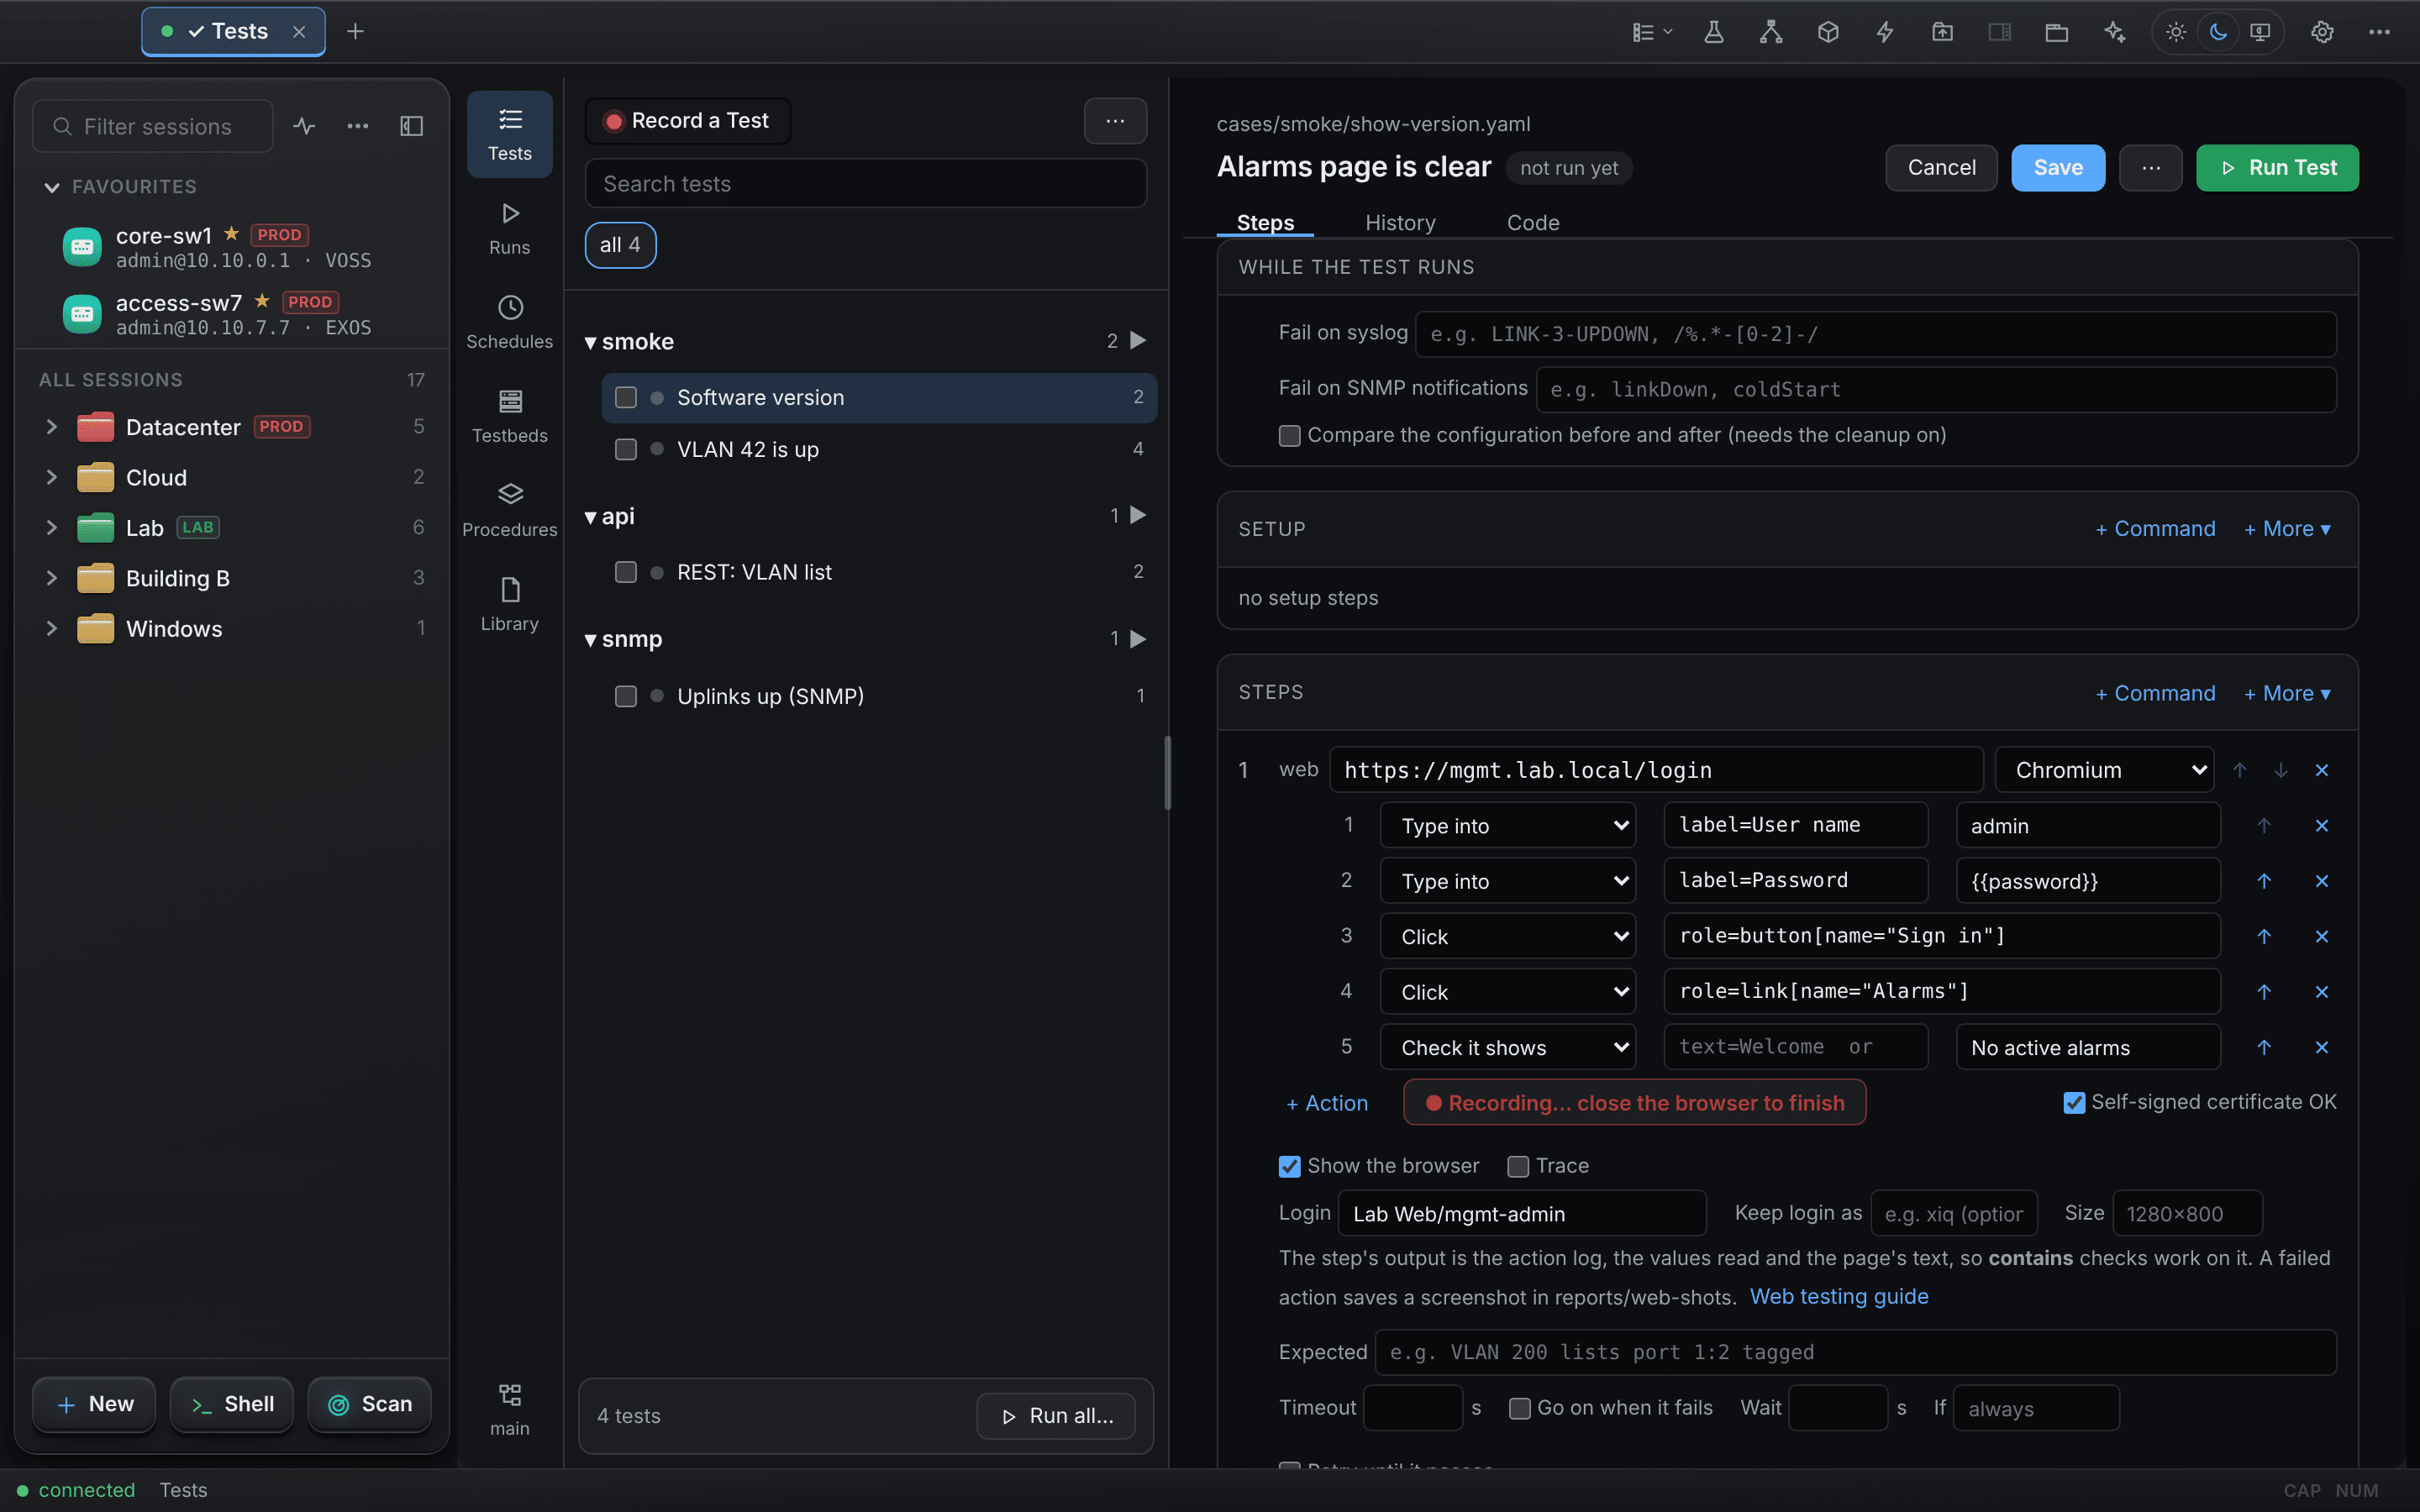 ✓ Tests
Filter sessions
FAVOURITES
core-sw1 ★ PROD
admin@10.10.0.1 · VOSS
access-sw7 ★ PROD
admin@10.10.7.7 · EXOS
ALL SESSIONS 17
Datacenter PROD 5
Cloud 2
Lab LAB 6
Building B 3
Windows 1
+ New
>_ Shell
Scan
Tests
Runs
Schedules
Testbeds
Procedures
Library
main
Record a Test
...
Search tests
all 4
▾ smoke 2
Software version 2
VLAN 42 is up 4
▾ api 1
REST: VLAN list 2
▾ snmp 1
Uplinks up (SNMP) 1
4 tests
Run all...
cases/smoke/show-version.yaml
Alarms page is clear not run yet
Cancel Save ... Run Test
Steps History Code
WHILE THE TEST RUNS
Fail on syslog e.g. LINK-3-UPDOWN, /%.*-[0-2]-/
Fail on SNMP notifications e.g. linkDown, coldStart
Compare the configuration before and after (needs the cleanup on)
SETUP + Command + More ▾
no setup steps
STEPS + Command + More ▾
1 web https://mgmt.lab.local/login Chromium ↑ ↓ ✕
1 Type into label=User name admin ↑ ✕
2 Type into label=Password {{password}} ↑ ✕
3 Click role=button[name="Sign in"] ↑ ✕
4 Click role=link[name="Alarms"] ↑ ✕
5 Check it shows text=Welcome or No active alarms ↑ ✕
+ Action Recording... close the browser to finish Self-signed certificate OK
Show the browser Trace
Login Lab Web/mgmt-admin Keep login as e.g. xiq (optior Size 1280×800
The step's output is the action log, the values read and the page's text, so contains checks work on it. A failed
action saves a screenshot in reports/web-shots. Web testing guide
Expected e.g. VLAN 200 lists port 1:2 tagged
Timeout s Go on when it fails Wait s If always
Retry until it passes
connected Tests
CAP NUM